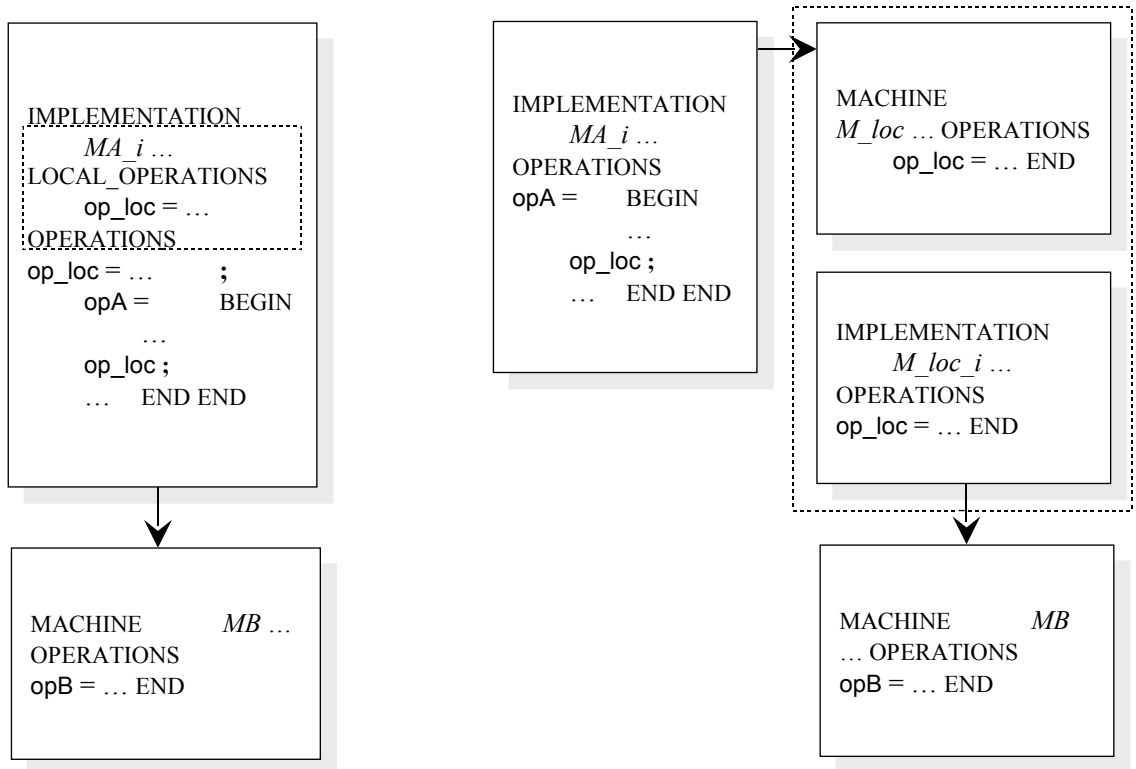 IMPLEMENTATION
MA_i …
LOCAL_OPERATIONS
op_loc = …
OPERATIONS
op_loc = … ;
opA = BEGIN
…
op_loc ;
… END END
MACHINE MB …
OPERATIONS
opB = … END
IMPLEMENTATION
MA_i …
OPERATIONS
opA = BEGIN
…
op_loc ;
… END END
MACHINE
M_loc … OPERATIONS
op_loc = … END
IMPLEMENTATION
M_loc_i …
OPERATIONS
op_loc = … END
MACHINE MB
… OPERATIONS
opB = … END